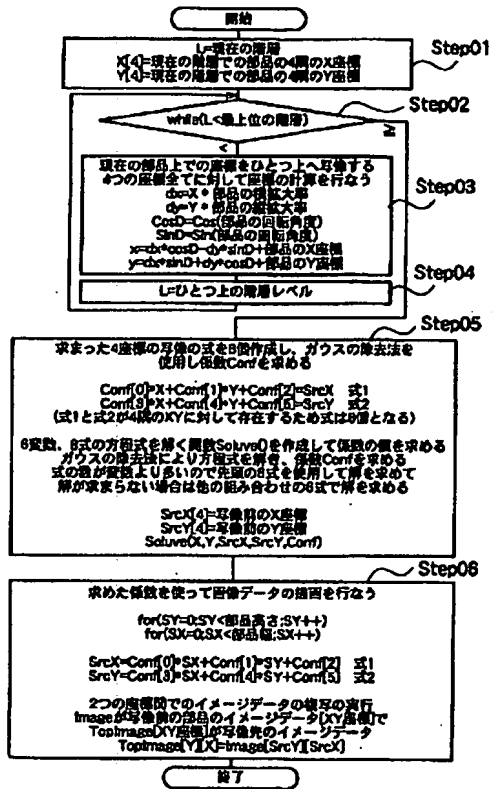 開始
L=現在の階層
X[4]=現在の階層での部品の4隅のX座標
Y[4]=現在の階層での部品の4隅のY座標
Step01
Step02
while(L<最上位の階層)
<
≧
現在の部品上での座標をひとつ上へ写像する
4つの座標全てに対して座標の計算を行なう
dx=X * 部品の横拡大率
dy=Y * 部品の縦拡大率
CosD=Cos(部品の回転角度)
SinD=Sin(部品の回転角度)
x=dx*cosD-dy*sinD+部品のX座標
y=dx*sinD+dy*cosD+部品のY座標
Step03
Step04
L=ひとつ上の階層レベル
Step05
求まった4座標の写像の式を8個作成し、ガウスの除去法を
使用し係数Confを求める
Conf[0]*X+Conf[1]*Y+Conf[2]=SrcX 式1
Conf[3]*X+Conf[4]*Y+Conf[5]=SrcY 式2
(式1と式2が4隅のXYに対して存在するため式は8個となる)
6変数、8式の方程式を解く関数Soluve()を作成して係数の値を求める
ガウスの除去法により方程式を解き、係数Confを求める
式の数が変数より多いので先頭の6式を使用して解を求めて
解が求まらない場合は他の組み合わせの6式で解を求める
SrcX[4]=写像前のX座標
SrcY[4]=写像前のY座標
Soluve(X,Y,SrcX,SrcY,Conf)
Step06
求めた係数を使って画像データの描画を行なう
for(SY=0;SY<部品高さ;SY++)
for(SX=0;SX<部品幅;SX++)
SrcX=Conf[0]*SX+Conf[1]*SY+Conf[2] 式1
SrcY=Conf[3]*SX+Conf[4]*SY+Conf[5] 式2
2つの座標間でのイメージデータの複写の実行
Imageが写像前の部品のイメージデータ[XY座標]で
TopImage[XY座標]が写像先のイメージデータ
TopImage[Y][X]=Image[SrcY][SrcX]
終了